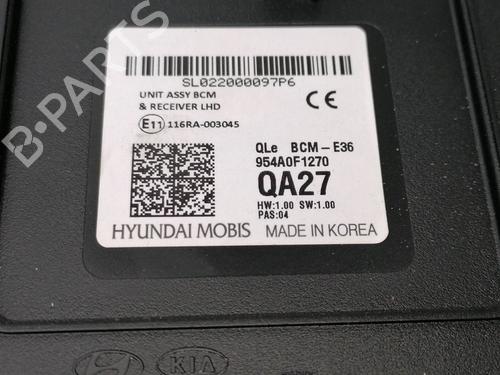 B-PARTS
SL022000097P6
UNIT ASSY BCM
& RECEIVER LHD
CE
E11 116RA-003045
QLe BCM-E36
954A0F1270
QA27
HW:1.00 SW:1.00
PAS:04
HYUNDAI MOBIS MADE IN KOREA
KIA